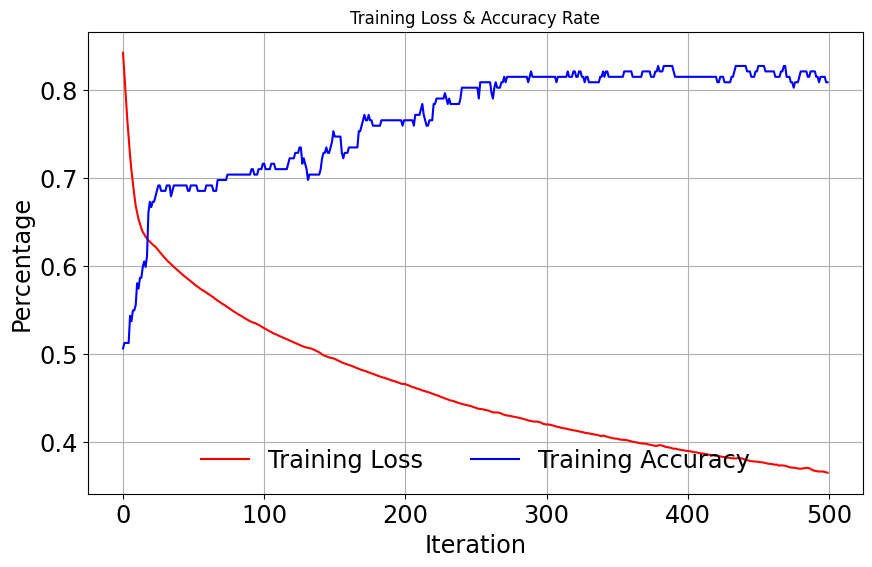 Training Loss & Accuracy Rate
Percentage
0.8
0.7
0.6
0.5
0.4
Training Loss
Training Accuracy
0
100
200
300
400
500
Iteration